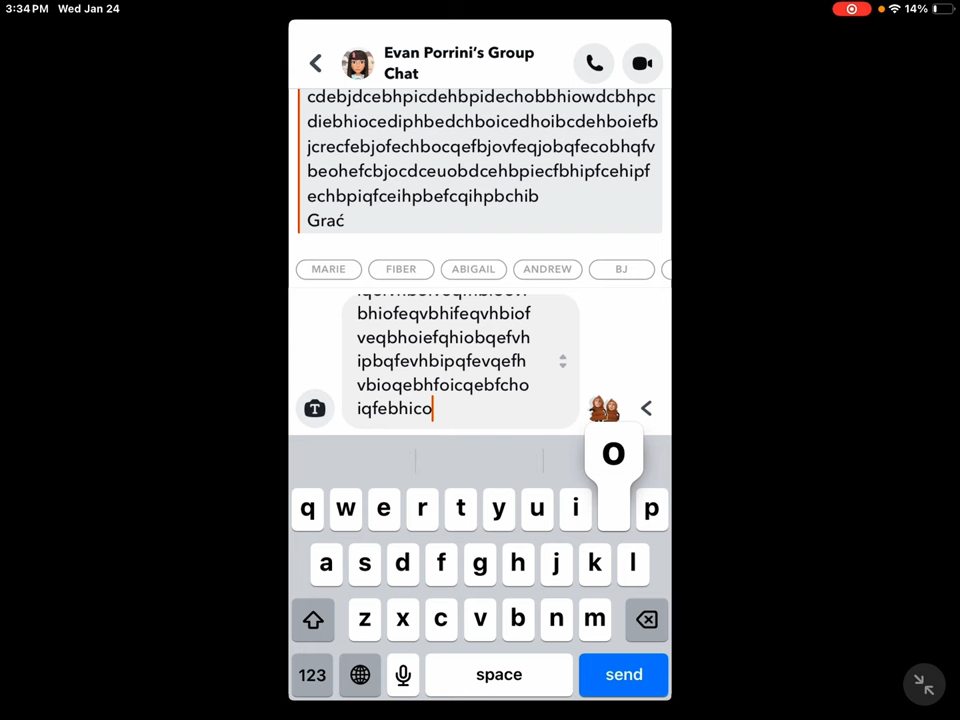 3:34 PM Wed Jan 24
14%
Evan Porrini's Group
Chat
cdebjdcebhpicdehbpidechobbhiowdcbhpc
diebhiocediphbedchboicedhoibcdehboiefb
jcrecfebjofechbocqefbjovfeqjobqfecobhqfv
beohefcbjocdceuobdcehbpiecfbhipfcehipf
echbpiqfceihpbefcqihpbchib
Grać
MARIE FIBER ABIGAIL ANDREW BJ
bhiofeqvbhifeqvhbiof
veqbhoiefqhiobqefvh
ipbqfevhbipqfevqefh
vbioqebhfoicqebfcho
iqfebhico
T
o
q w e r t y u i p
a s d f g h j k l
z x c v b n m
123 space send